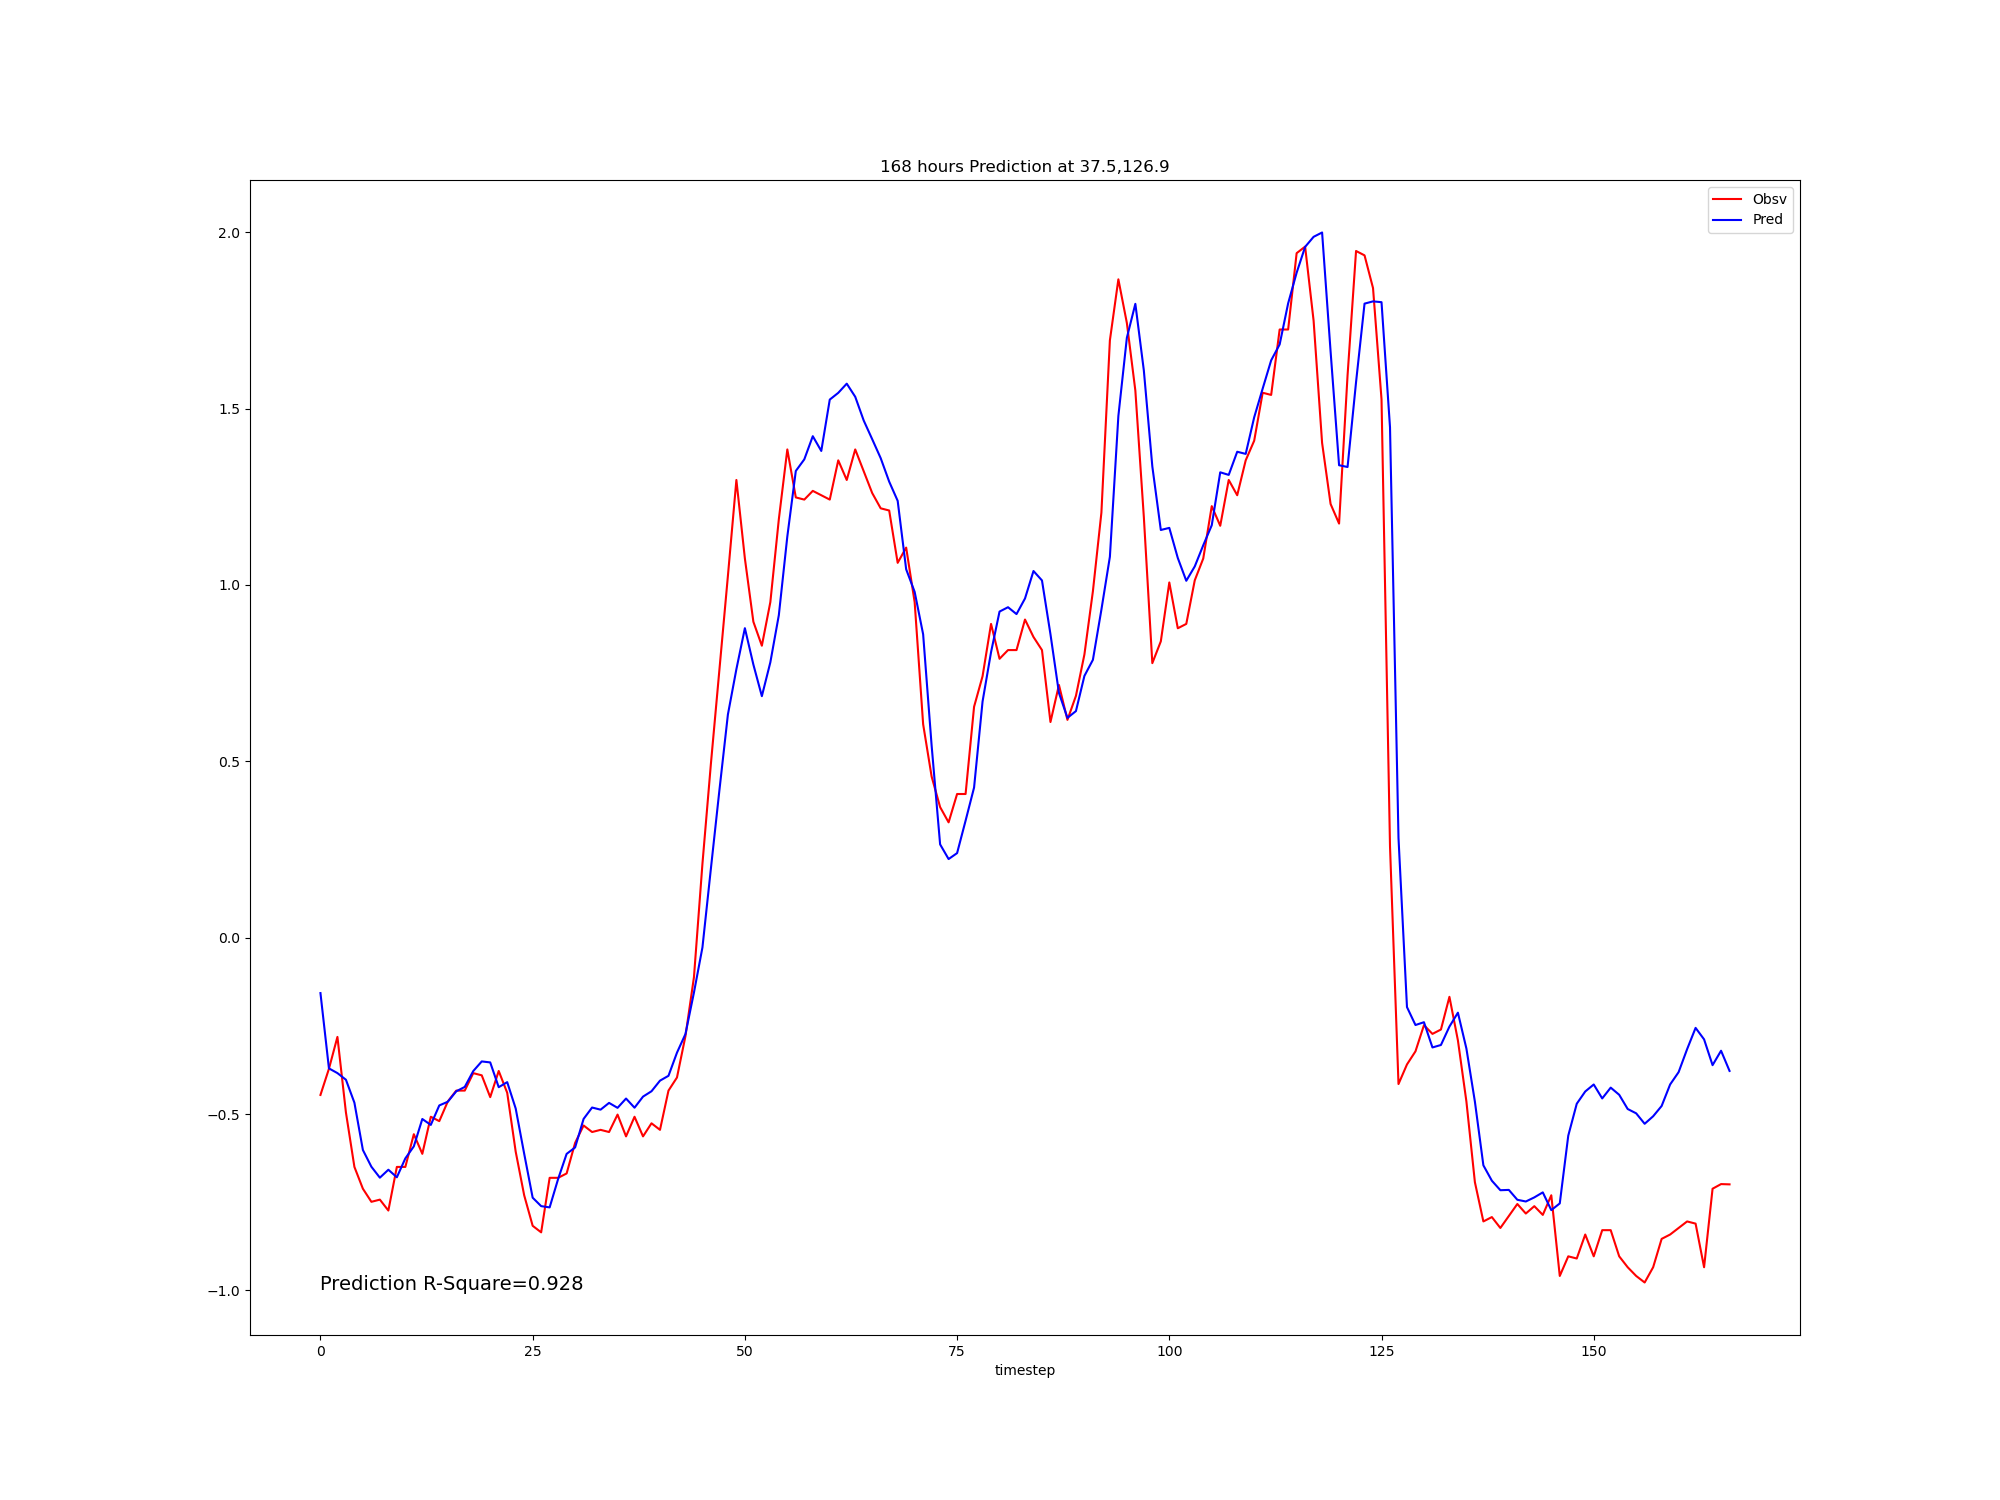 168 hours Prediction at 37.5,126.9
Obsv
Pred
2.0
1.5
1.0
0.5
0.0
−0.5
−1.0
Prediction R-Square=0.928
0 25 50 75 100 125 150
timestep